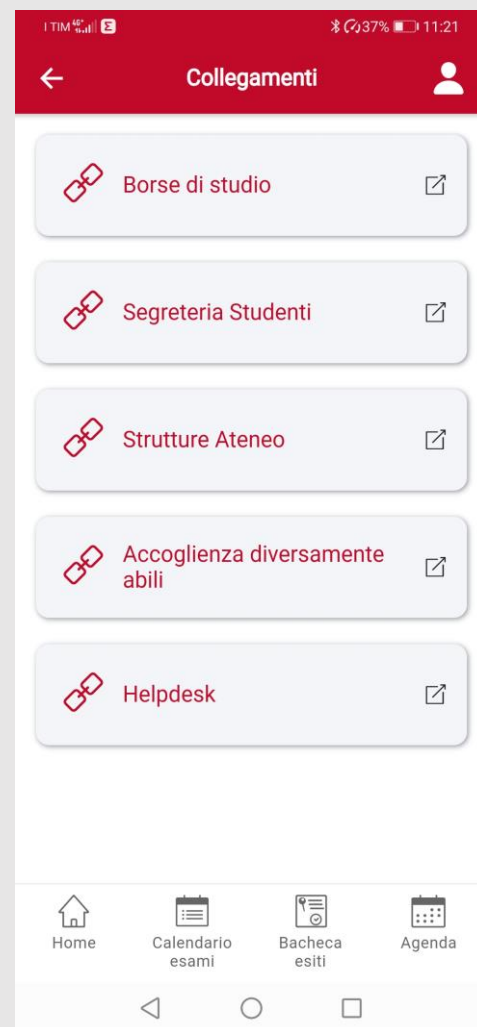 I TIM 37% 11:21
Collegamenti
Borse di studio
Segreteria Studenti
Strutture Ateneo
Accoglienza diversamente
abili
Helpdesk
Home
Calendario
esami
Bacheca
esiti
Agenda